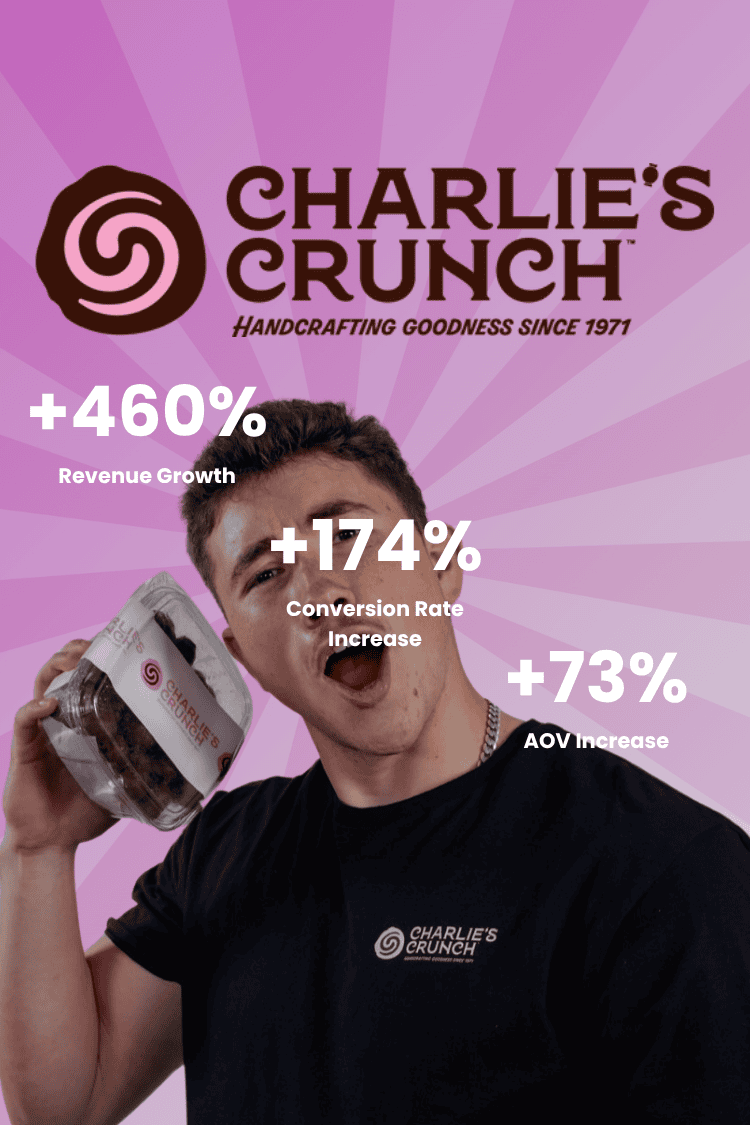 CHARLIE'S
CRUNCH™
HANDCRAFTING GOODNESS SINCE 1971
+460%
Revenue Growth
+174%
Conversion Rate
Increase
+73%
AOV Increase
CHARLIE'S
CRUNCH
CHARLIE'S
CRUNCH
HANDCRAFTING GOODNESS SINCE 1971